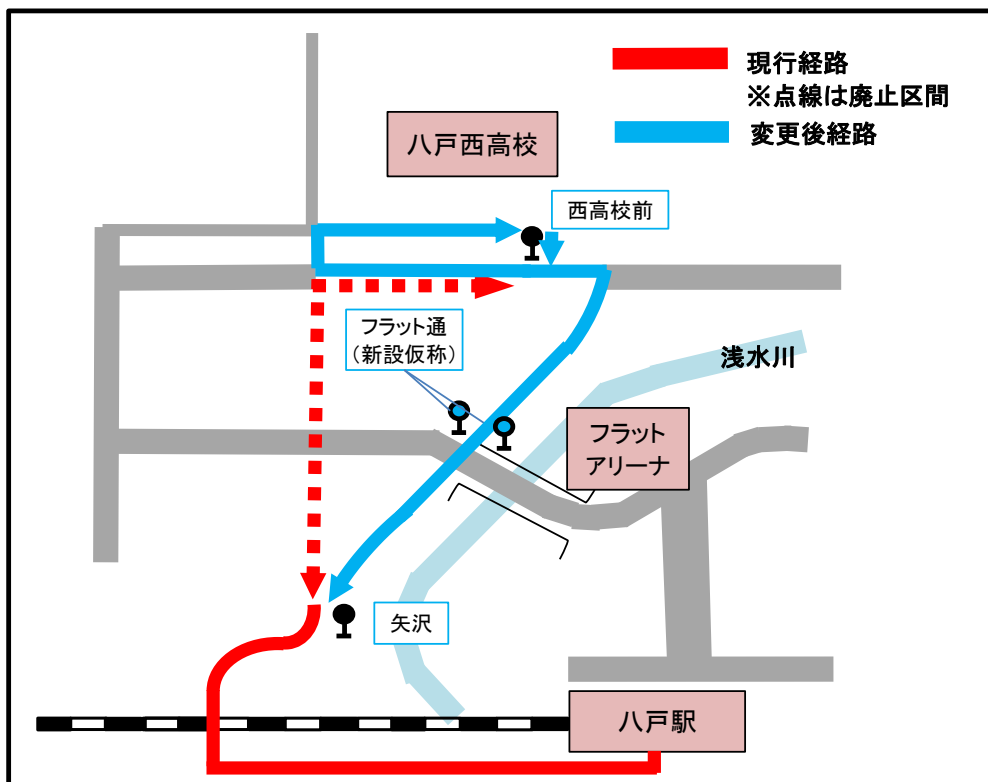 現行経路
※点線は廃止区間
変更後経路
八戸西高校
西高校前
フラット通
（新設仮称）
浅水川
フラット
アリーナ
矢沢
八戸駅